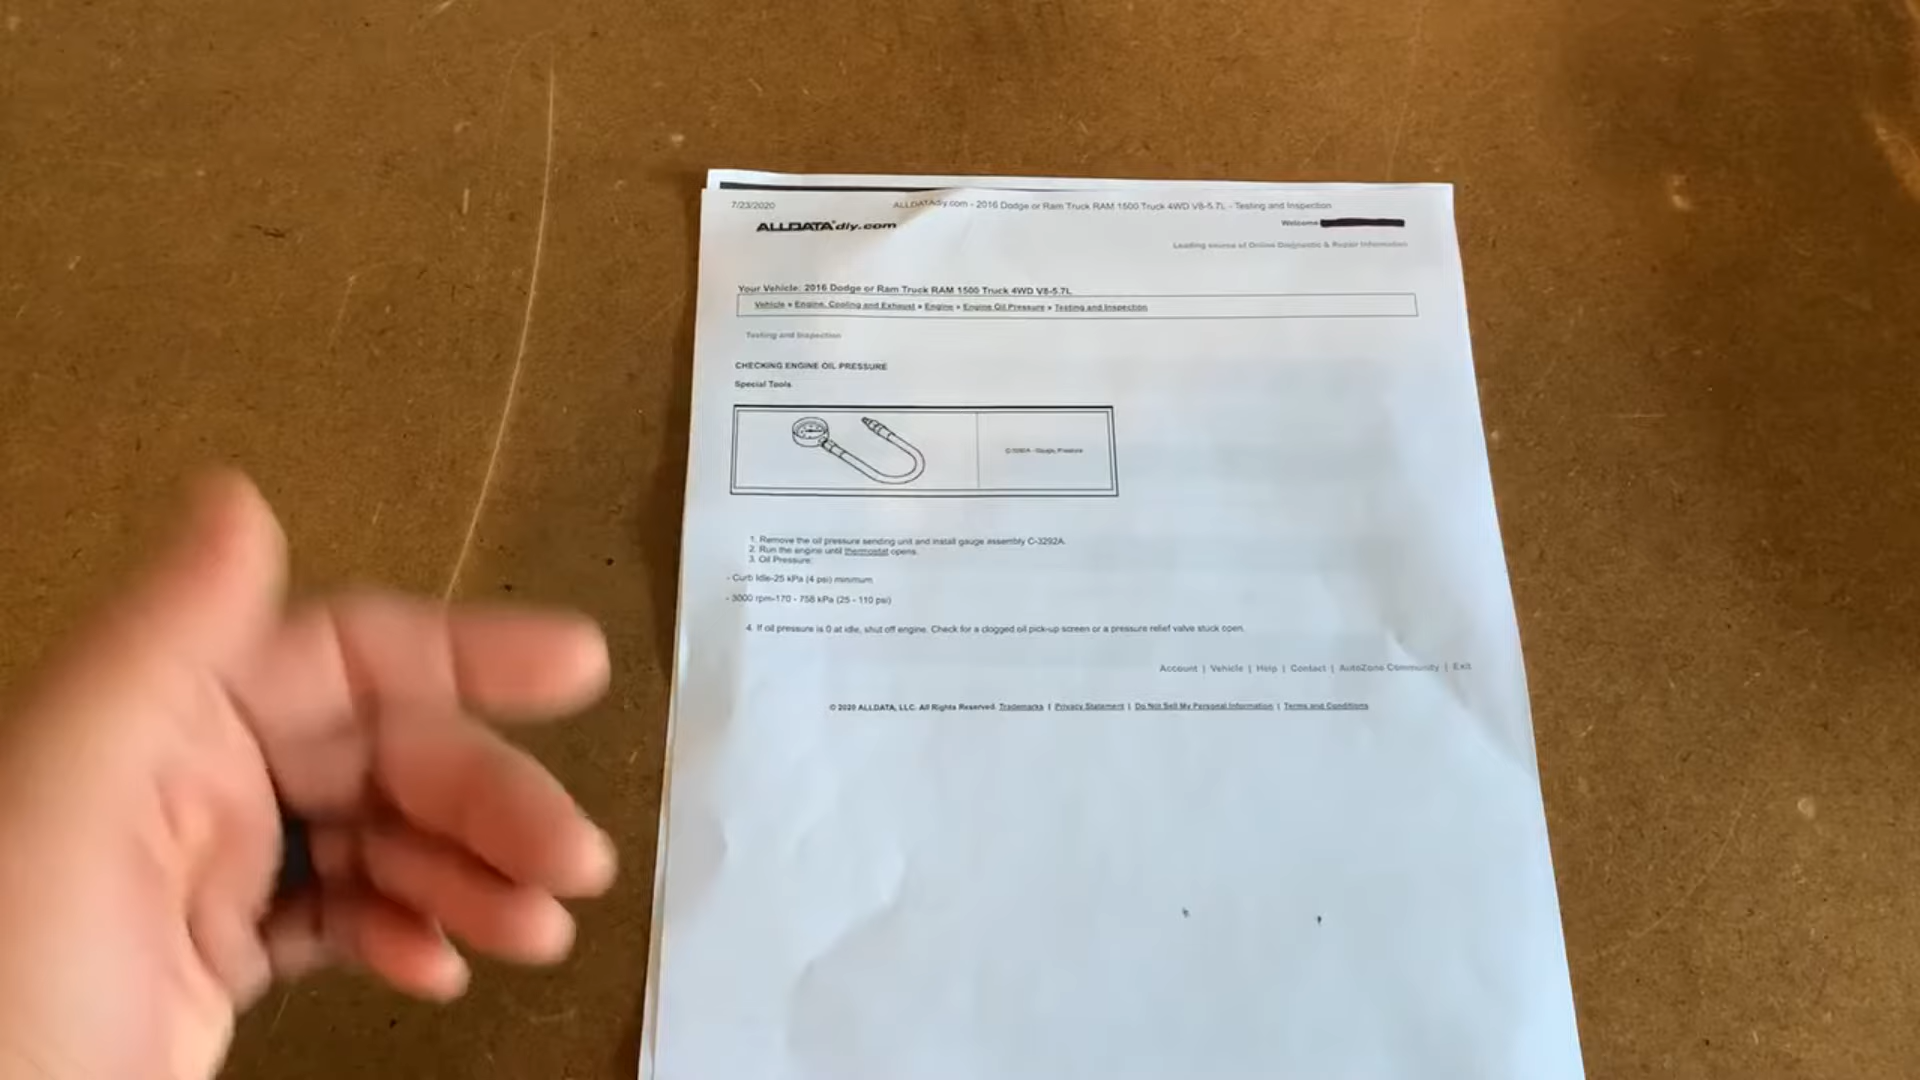 7/23/2020
ALLDATAdiy.com - 2016 Dodge or Ram Truck RAM 1500 Truck 4WD V8-5.7L - Testing and Inspection
ALLDATA diy.com
Welcome
Leading source of Online Diagnostic & Repair Information
Your Vehicle: 2016 Dodge or Ram Truck RAM 1500 Truck 4WD V8-5.7L
Vehicle » Engine, Cooling and Exhaust » Engine » Engine Oil Pressure » Testing and Inspection
Testing and Inspection
CHECKING ENGINE OIL PRESSURE
Special Tools
Gauge, Pressure
1. Remove the oil pressure sending unit and install gauge assembly C-3292A.
2. Run the engine until thermostat opens.
3. Oil Pressure:
- Curb Idle-25 kPa (4 psi) minimum
- 3000 rpm-170 - 758 kPa (25 - 110 psi)
4. If oil pressure is 0 at idle, shut off engine. Check for a clogged oil pick-up screen or a pressure relief valve stuck open.
Account | Vehicle | Help | Contact | AutoZone Community | Exit
© 2020 ALLDATA, LLC. All Rights Reserved. Trademarks | Privacy Statement | Do Not Sell My Personal Information | Terms and Conditions